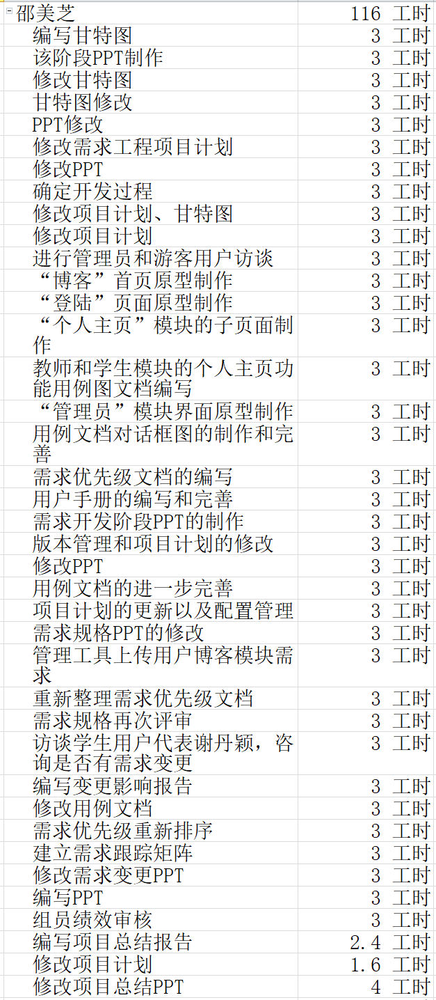 邵美芝 116 工时
编写甘特图 3 工时
该阶段PPT制作 3 工时
修改甘特图 3 工时
甘特图修改 3 工时
PPT修改 3 工时
修改需求工程项目计划 3 工时
修改PPT 3 工时
确定开发过程 3 工时
修改项目计划、甘特图 3 工时
修改项目计划 3 工时
进行管理员和游客用户访谈 3 工时
“博客”首页原型制作 3 工时
“登陆”页面原型制作 3 工时
“个人主页”模块的子页面制 3 工时
作
教师和学生模块的个人主页功 3 工时
能用例图文档编写
“管理员”模块界面原型制作 3 工时
用例文档对话框图的制作和完 3 工时
善
需求优先级文档的编写 3 工时
用户手册的编写和完善 3 工时
需求开发阶段PPT的制作 3 工时
版本管理和项目计划的修改 3 工时
修改PPT 3 工时
用例文档的进一步完善 3 工时
项目计划的更新以及配置管理 3 工时
需求规格PPT的修改 3 工时
管理工具上传用户博客模块需 3 工时
求
重新整理需求优先级文档 3 工时
需求规格再次评审 3 工时
访谈学生用户代表谢丹颖，咨 3 工时
询是否有需求变更
编写变更影响报告 3 工时
修改用例文档 3 工时
需求优先级重新排序 3 工时
建立需求跟踪矩阵 3 工时
修改需求变更PPT 3 工时
编写PPT 3 工时
组员绩效审核 3 工时
编写项目总结报告 2.4 工时
修改项目计划 1.6 工时
修改项目总结PPT 4 工时